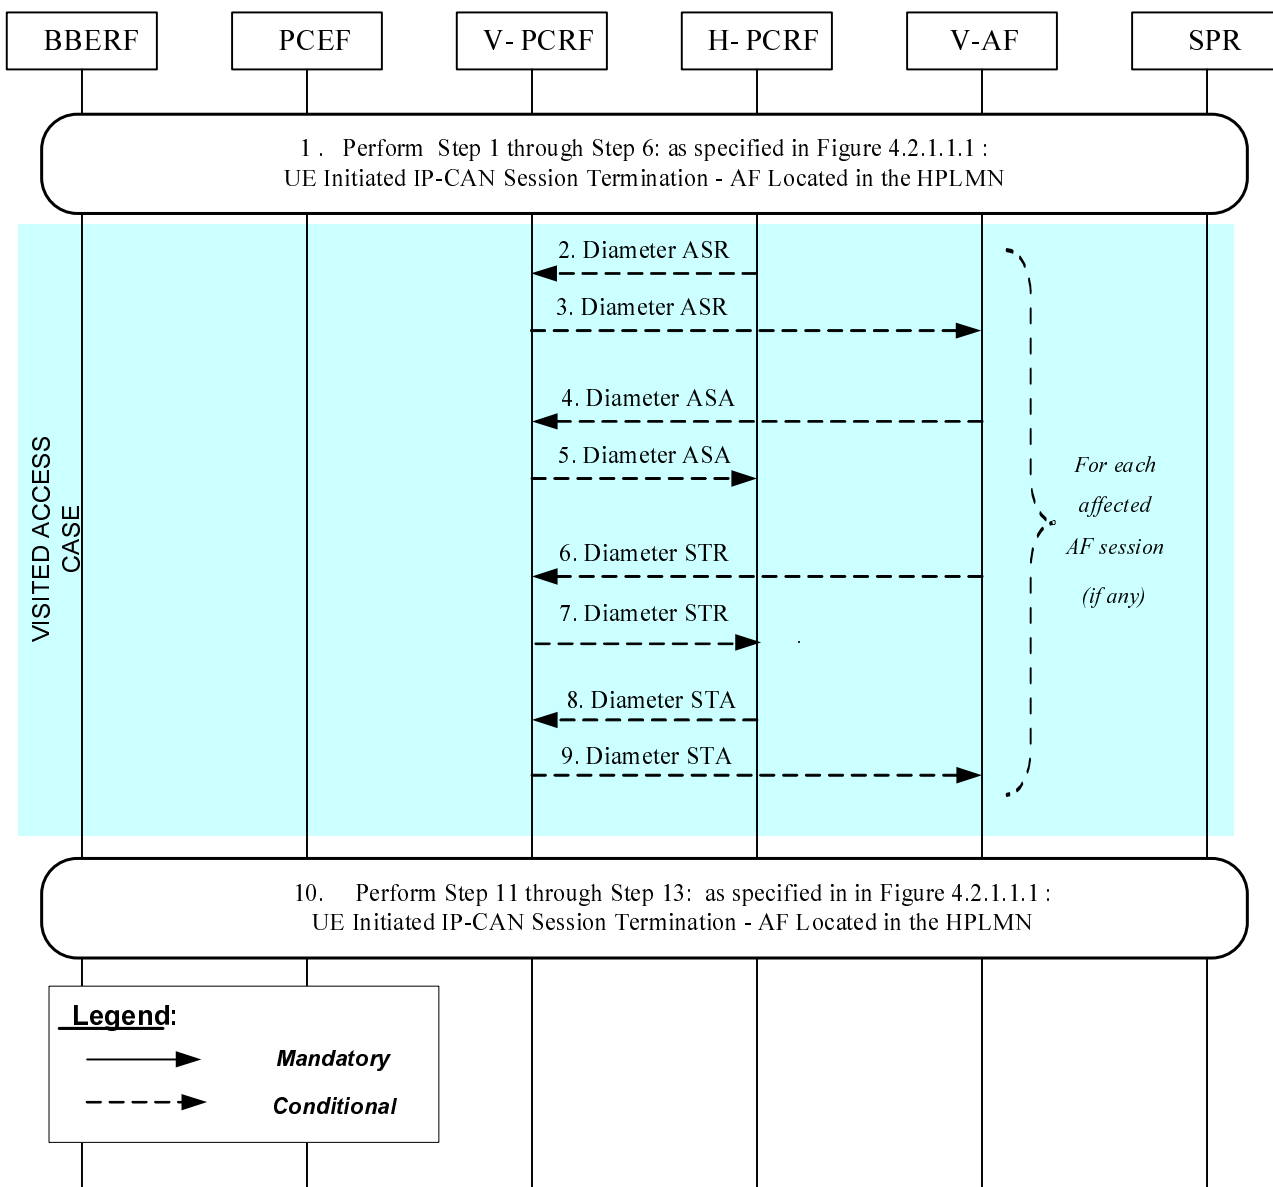 BBERF
PCEF
V- PCRF
H- PCRF
V-AF
SPR
1 . Perform Step 1 through Step 6: as specified in Figure 4.2.1.1.1 :
UE Initiated IP-CAN Session Termination - AF Located in the HPLMN
2. Diameter ASR
3. Diameter ASR
4. Diameter ASA
5. Diameter ASA
6. Diameter STR
7. Diameter STR
8. Diameter STA
9. Diameter STA
For each
affected
AF session
(if any)
VISITED ACCESS
CASE
10. Perform Step 11 through Step 13: as specified in in Figure 4.2.1.1.1 :
UE Initiated IP-CAN Session Termination - AF Located in the HPLMN
Legend:
Mandatory
Conditional